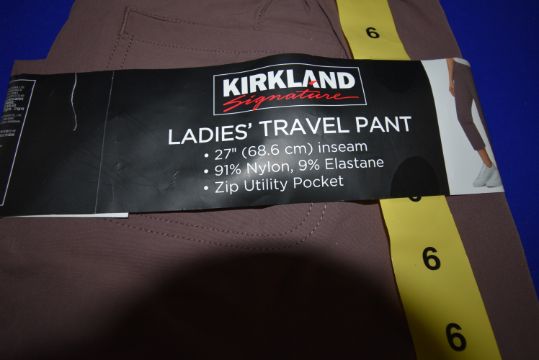 6
KIRKLAND
Signature
LADIES' TRAVEL PANT
• 27" (68.6 cm) inseam
• 91% Nylon, 9% Elastane
• Zip Utility Pocket
6
6